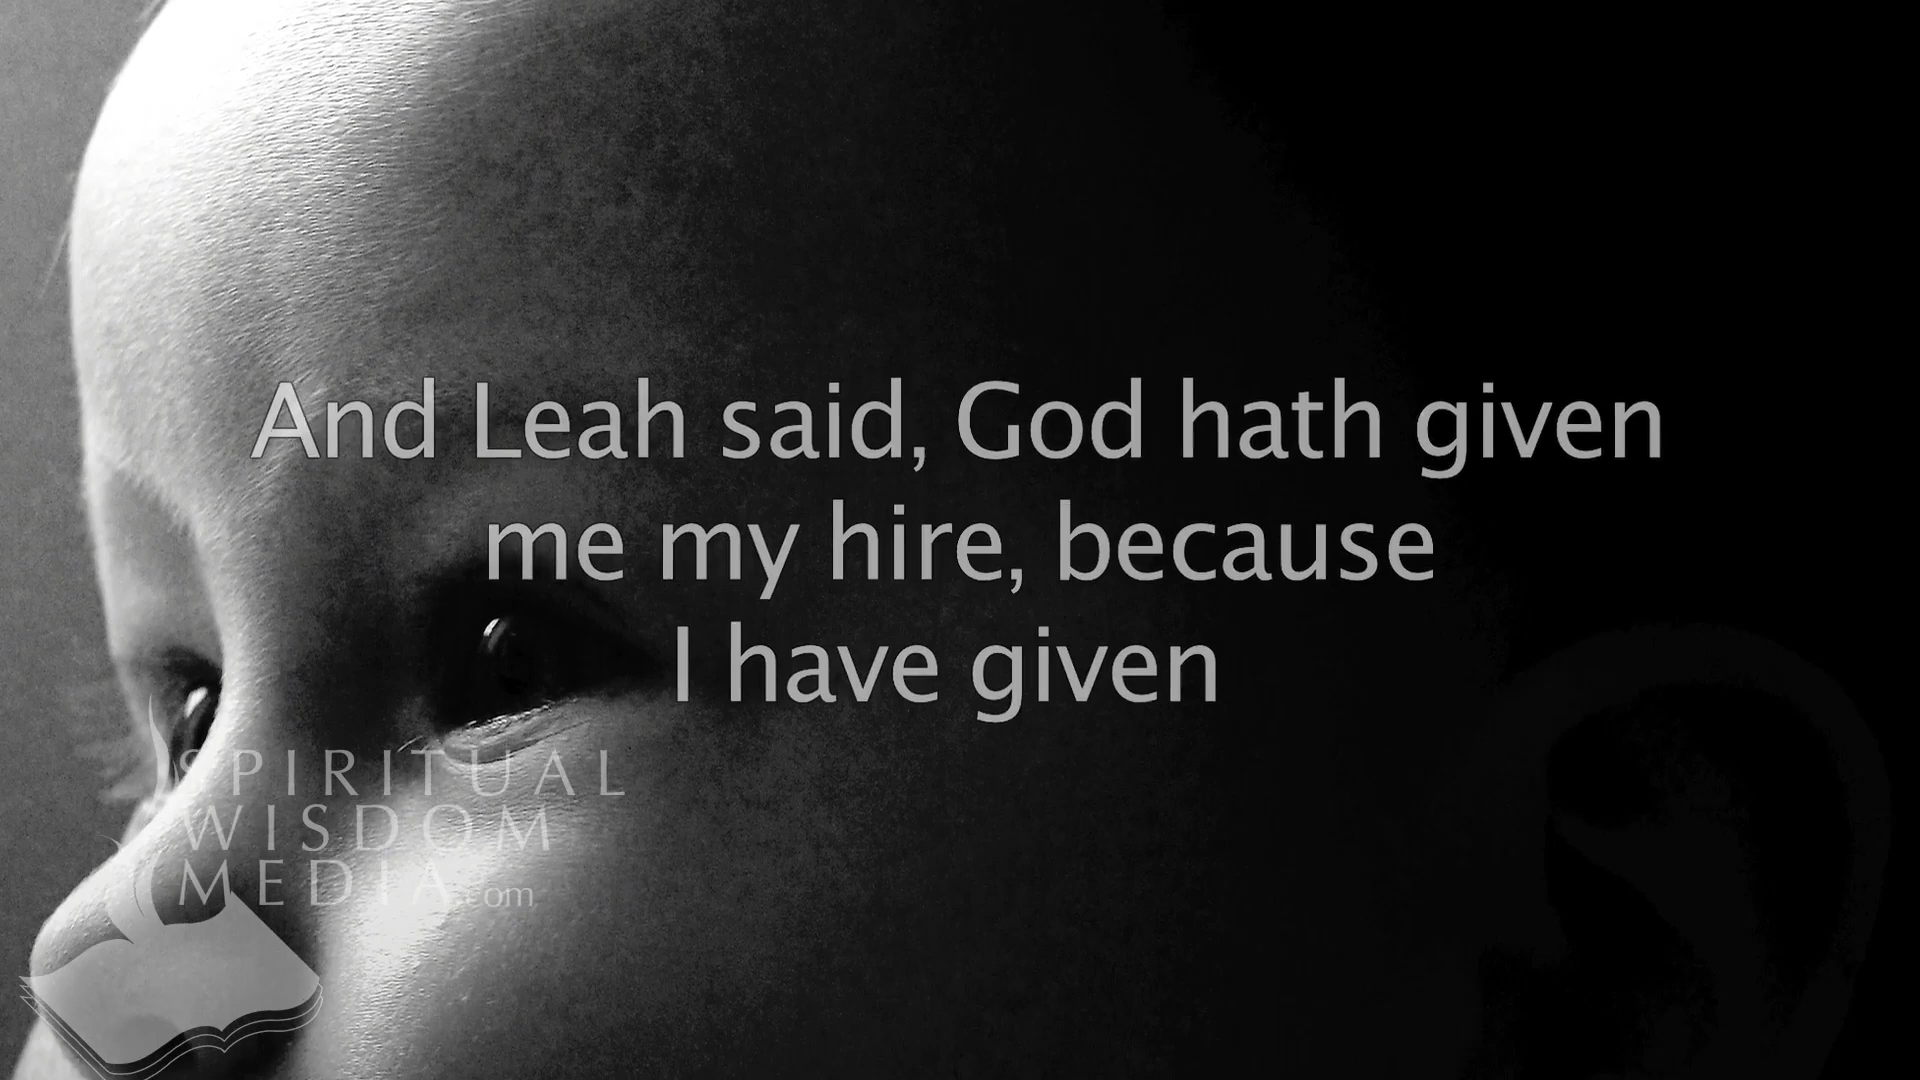 And Leah said, God hath given
me my hire, because
I have given
SPIRITUAL
WISDOM
MEDIA.com